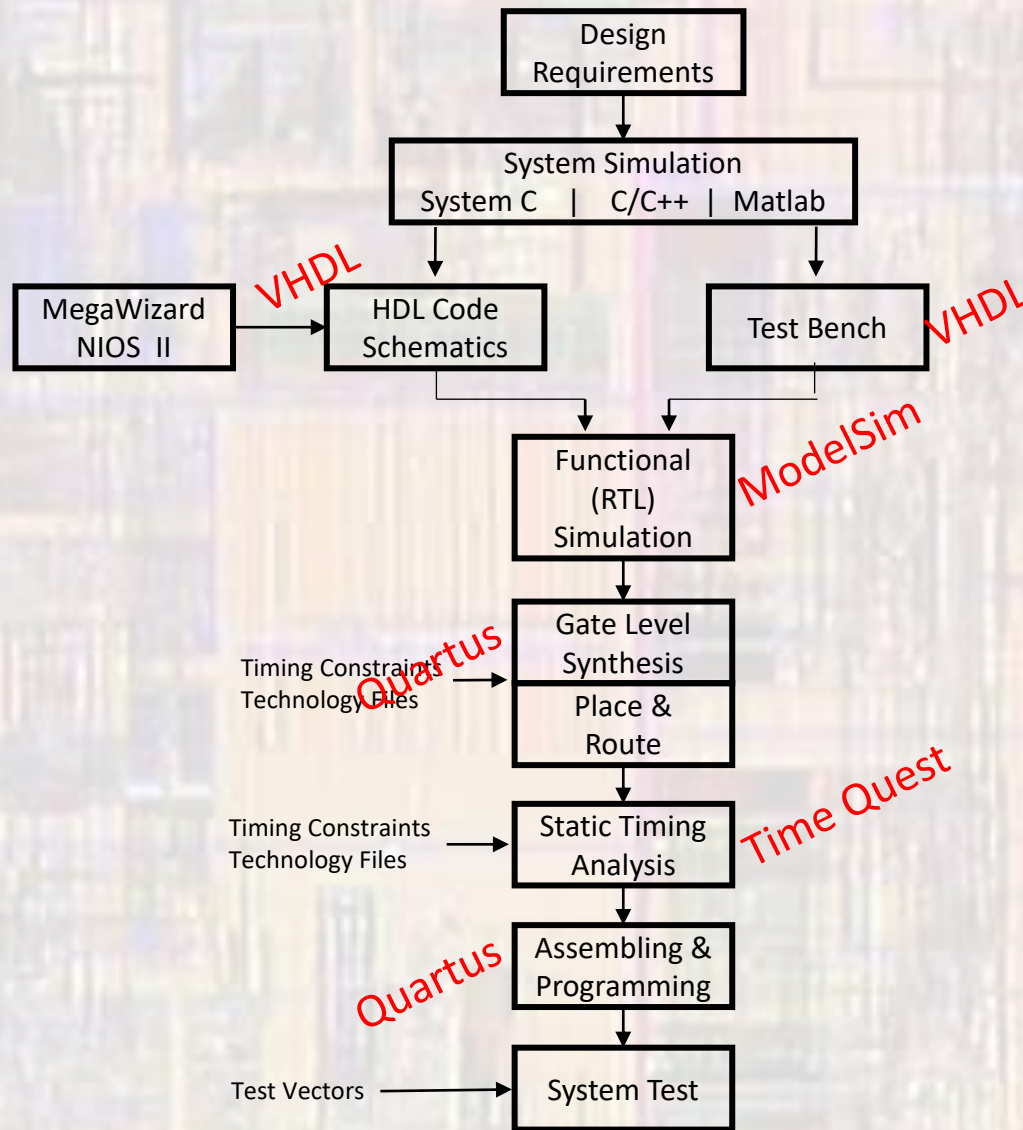 Design
Requirements
System Simulation
System C | C/C++ | Matlab
VHDL
MegaWizard
NIOS II
HDL Code
Schematics
Test Bench
VHDL
Functional
(RTL)
Simulation
ModelSim
Gate Level
Synthesis
Quartus
Timing Constraints
Technology Files
Place &
Route
Timing Constraints
Technology Files
Static Timing
Analysis
Time Quest
Quartus
Assembling &
Programming
Test Vectors
System Test